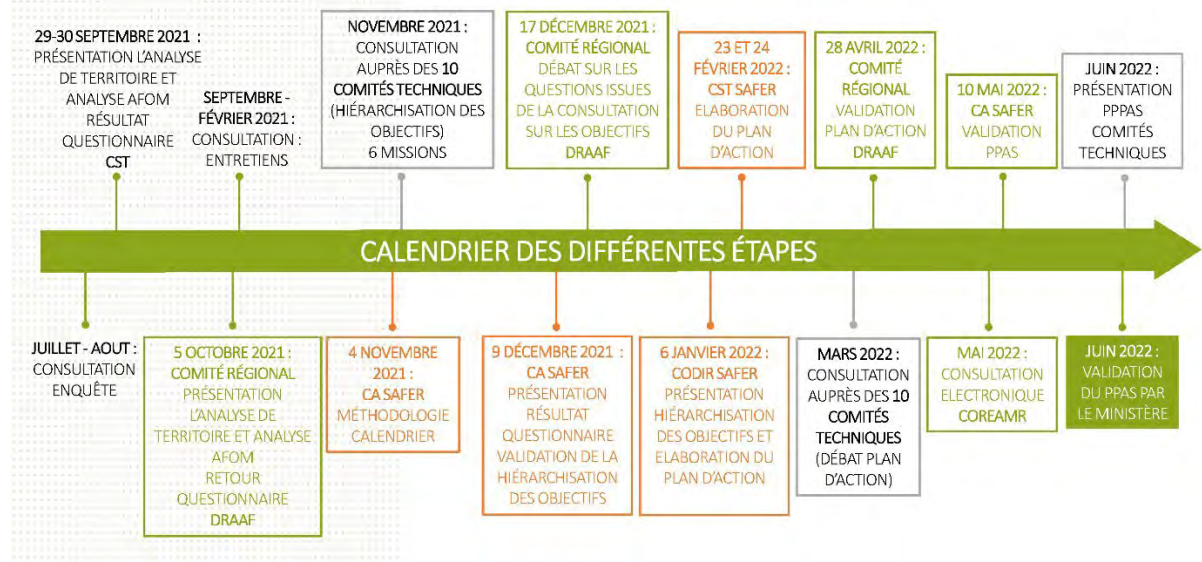 29-30 SEPTEMBRE 2021 :
PRÉSENTATION L'ANALYSE
DE TERRITOIRE ET
ANALYSE AFOM
RÉSULTAT
QUESTIONNAIRE
CST
SEPTEMBRE -
FÉVRIER 2021 :
CONSULTATION :
ENTRETIENS
NOVEMBRE 2021 :
CONSULTATION
AUPRÈS DES 10
COMITÉS TECHNIQUES
(HIÉRARCHISATION DES
OBJECTIFS)
6 MISSIONS
17 DÉCEMBRE 2021 :
COMITÉ RÉGIONAL
DÉBAT SUR LES
QUESTIONS ISSUES
DE LA CONSULTATION
SUR LES OBJECTIFS
DRAAF
23 ET 24
FÉVRIER 2022 :
CST SAFER
ELABORATION
DU PLAN
D'ACTION
28 AVRIL 2022 :
COMITÉ
RÉGIONAL
VALIDATION
PLAN D'ACTION
DRAAF
10 MAI 2022 :
CA SAFER
VALIDATION
PPAS
JUIN 2022 :
PRÉSENTATION
PPPAS
COMITÉS
TECHNIQUES
CALENDRIER DES DIFFÉRENTES ÉTAPES
JUILLET - AOUT :
CONSULTATION
ENQUÊTE
5 OCTOBRE 2021 :
COMITÉ RÉGIONAL
PRÉSENTATION
L'ANALYSE DE
TERRITOIRE ET ANALYSE
AFOM
RETOUR
QUESTIONNAIRE
DRAAF
4 NOVEMBRE
2021 :
CA SAFER
MÉTHODOLOGIE
CALENDRIER
9 DÉCEMBRE 2021 :
CA SAFER
PRÉSENTATION
RÉSULTAT
QUESTIONNAIRE
VALIDATION DE LA
HIÉRARCHISATION
DES OBJECTIFS
6 JANVIER 2022 :
CODIR SAFER
PRÉSENTATION
HIÉRARCHISATION
DES OBJECTIFS ET
ELABORATION DU
PLAN D'ACTION
MARS 2022 :
CONSULTATION
AUPRÈS DES 10
COMITÉS
TECHNIQUES
(DÉBAT PLAN
D'ACTION)
MAI 2022 :
CONSULTATION
ELECTRONIQUE
COREAMR
JUIN 2022 :
VALIDATION
DU PPAS PAR
LE MINISTÈRE